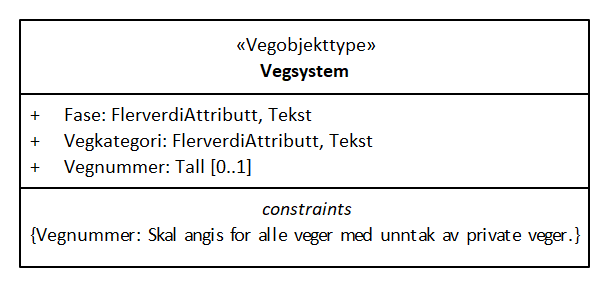 «Vegobjekttype»
Vegsystem
+ Fase: FlerverdiAttributt, Tekst
+ Vegkategori: FlerverdiAttributt, Tekst
+ Vegnummer: Tall [0..1]
constraints
{Vegnummer: Skal angis for alle veger med unntak av private veger.}